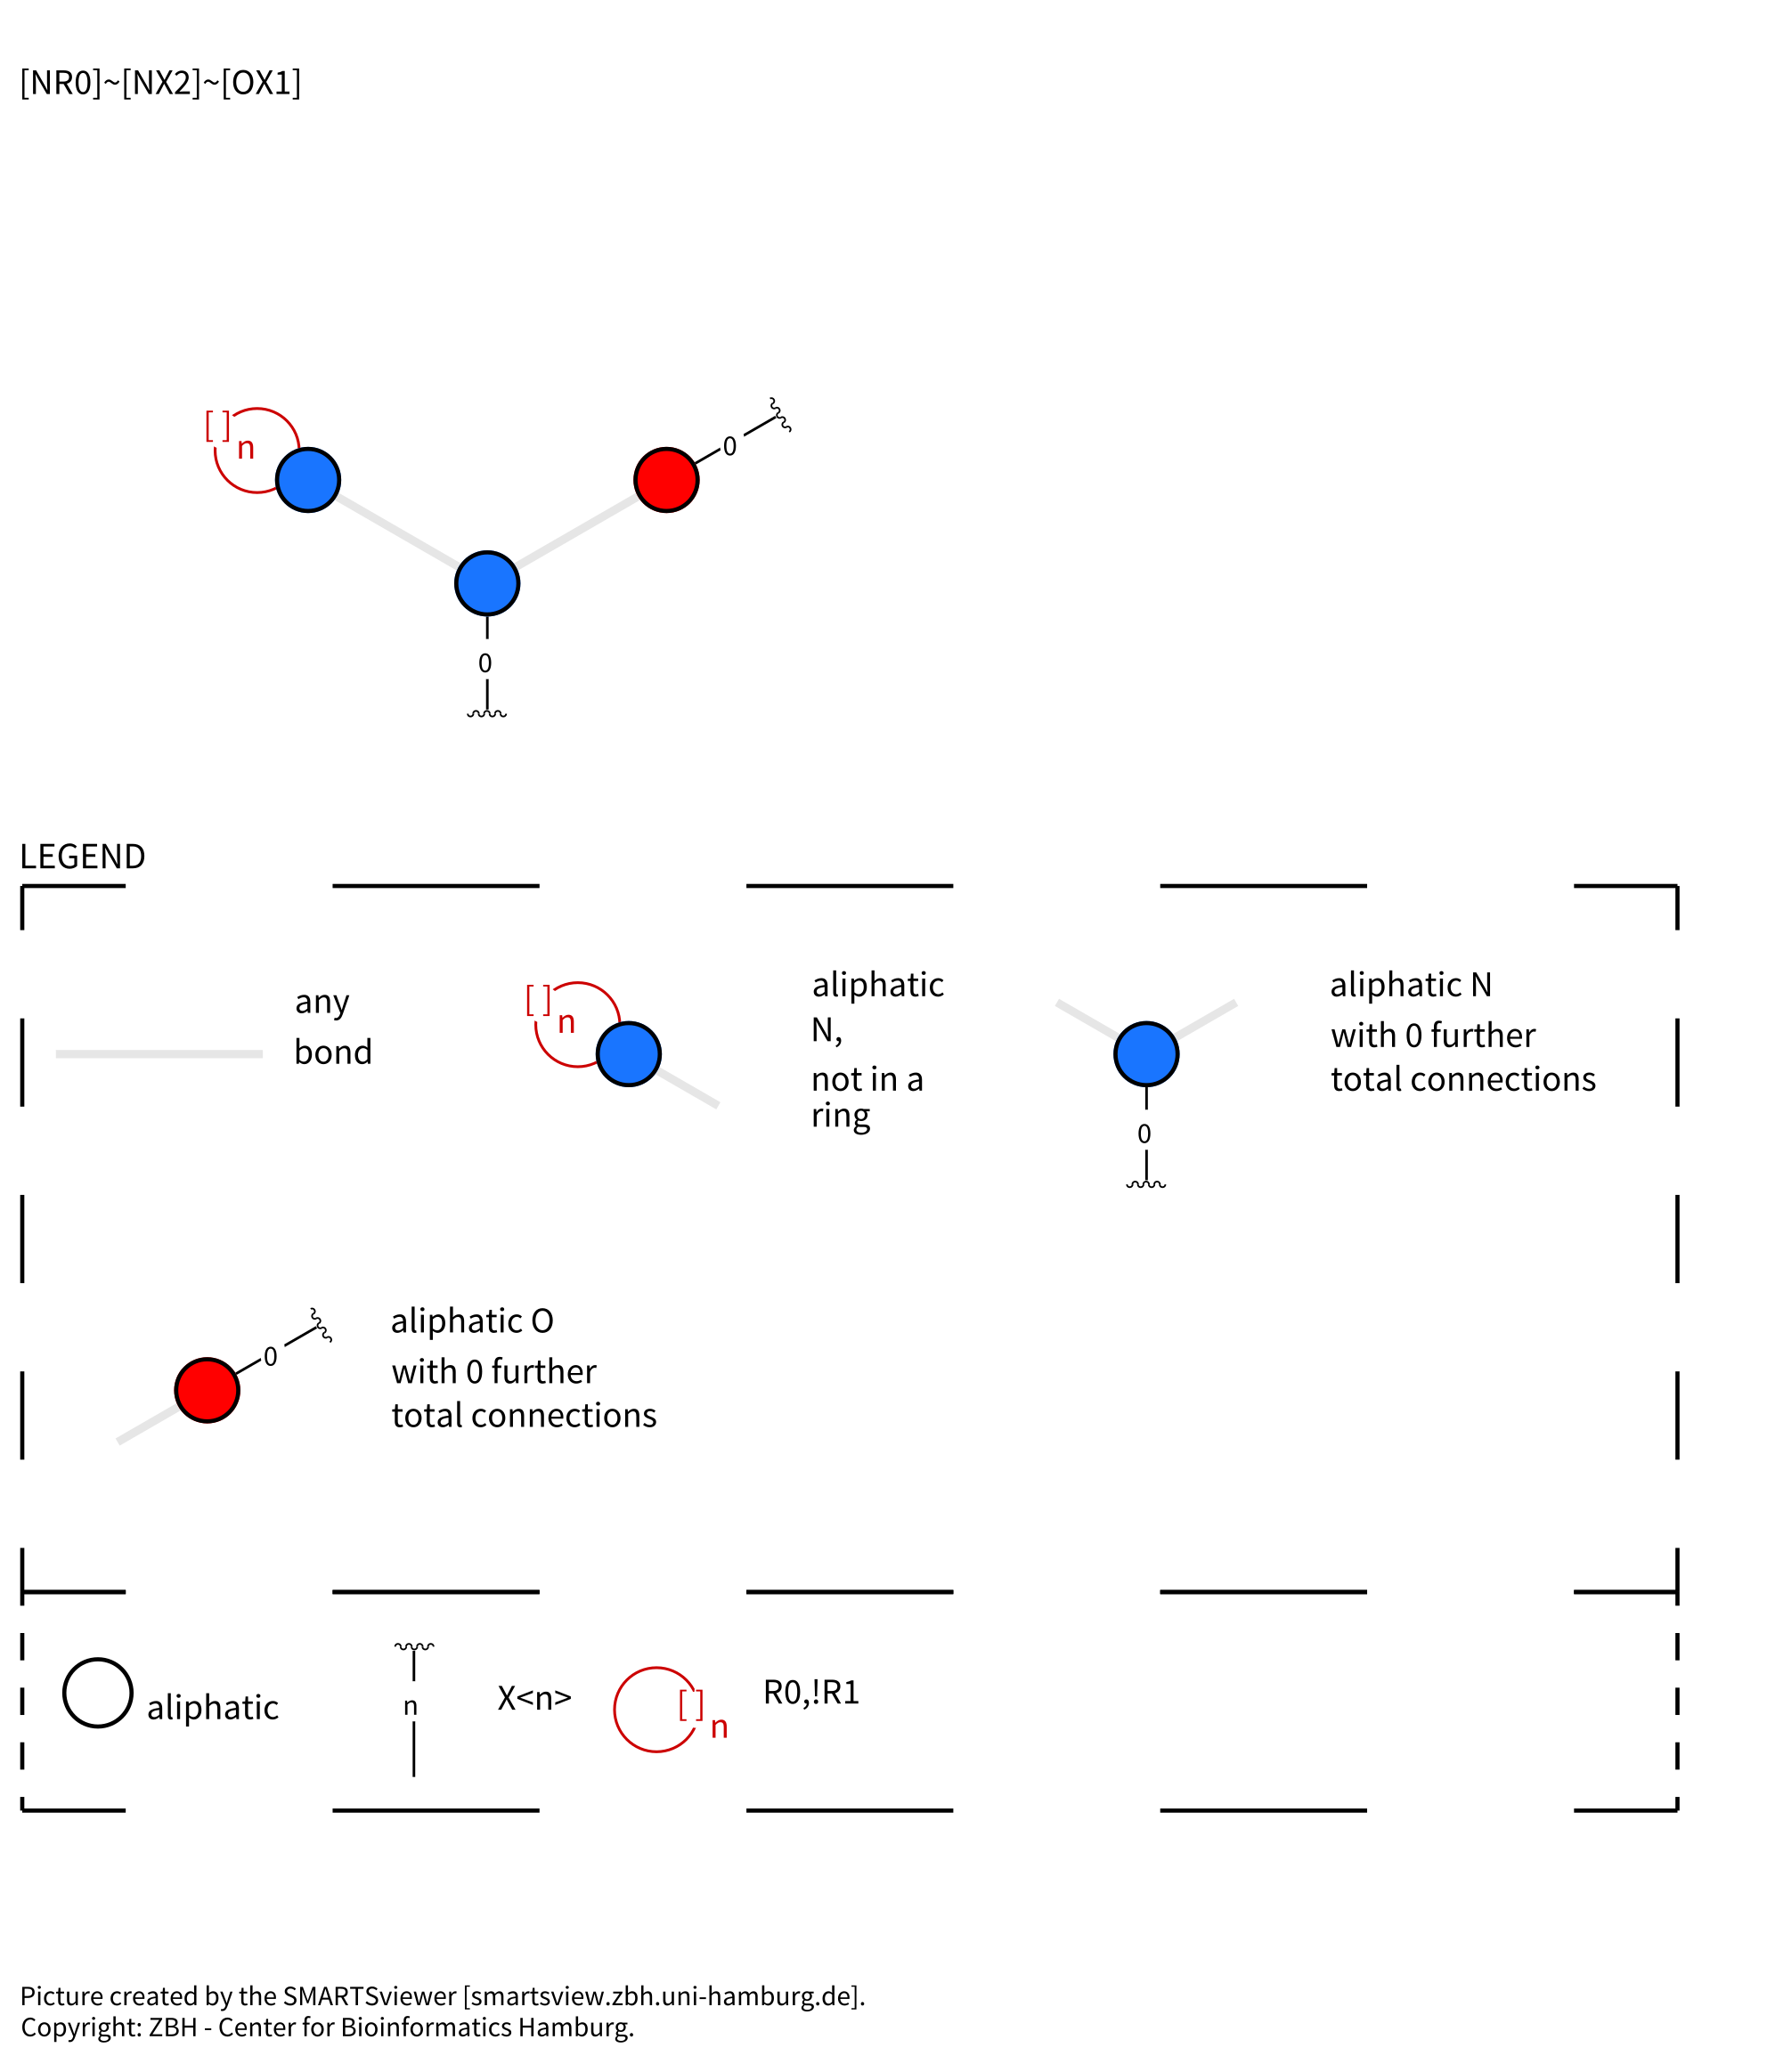 [NR0]~[NX2]~[OX1]
[ ]
n
0
0
LEGEND
any
bond
[ ]
n
aliphatic
N,
not in a
ring
0
aliphatic N
with 0 further
total connections
0
aliphatic O
with 0 further
total connections
aliphatic
n
X<n>
[ ]
n
R0,!R1
Picture created by the SMARTSviewer [smartsview.zbh.uni-hamburg.de].
Copyright: ZBH - Center for Bioinformatics Hamburg.